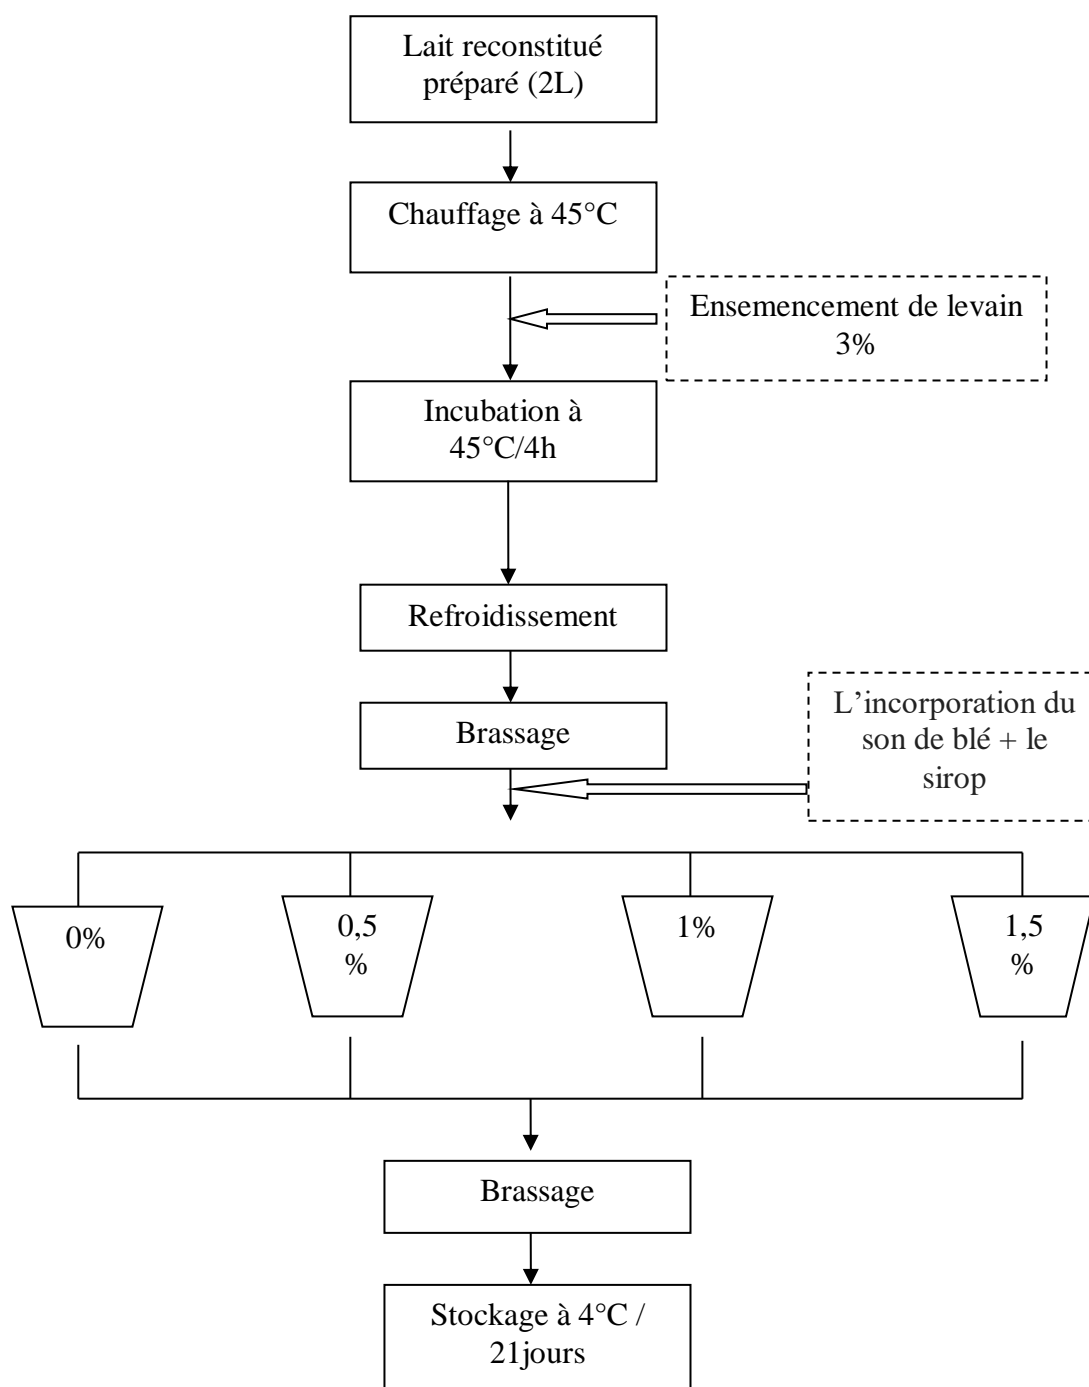 Lait reconstitué
préparé (2L)
Chauffage à 45°C
Ensemencement de levain
3%
Incubation à
45°C/4h
Refroidissement
L’incorporation du
son de blé + le
sirop
Brassage
0%
0,5
%
1%
1,5
%
Brassage
Stockage à 4°C /
21jours